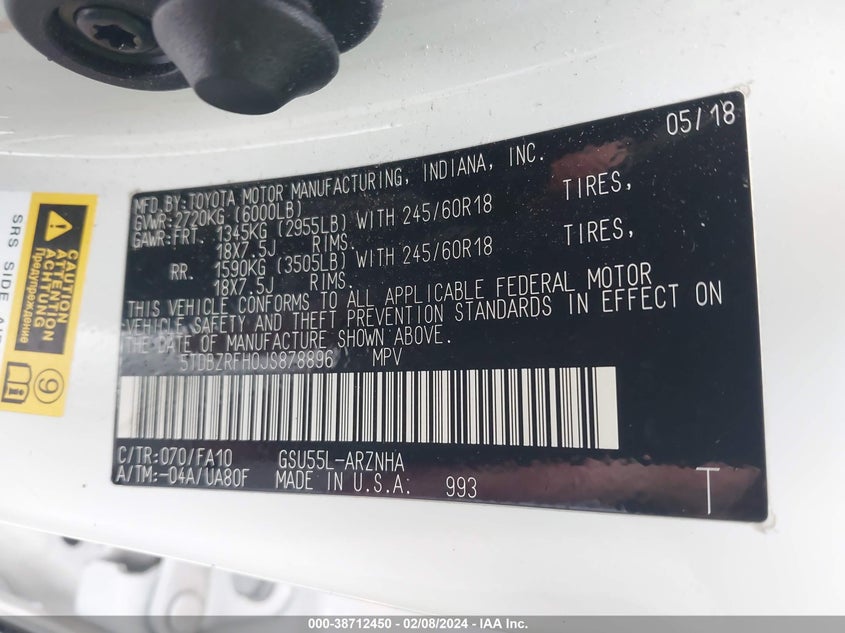 05/18
MFD.BY:TOYOTA MOTOR MANUFACTURING, INDIANA, INC.
GVWR:2720KG (6000LB)
GAWR:FRT. 1345KG (2955LB) WITH 245/60R18 TIRES,
18X7.5J RIMS.
RR. 1590KG (3505LB) WITH 245/60R18 TIRES,
18X7.5J RIMS.
THIS VEHICLE CONFORMS TO ALL APPLICABLE FEDERAL MOTOR
VEHICLE SAFETY AND THEFT PREVENTION STANDARDS IN EFFECT ON
THE DATE OF MANUFACTURE SHOWN ABOVE.
5TDBZRFH0JS878896 MPV
C/TR:070/FA10 GSU55L-ARZNHA
A/TM:-04A/UA80F MADE IN U.S.A. 993
T
SRS SIDE
CAUTION
ATTENTION
ACHTUNG
Предупреждение
9
000-38712450 — 02/08/2024 — IAA Inc.